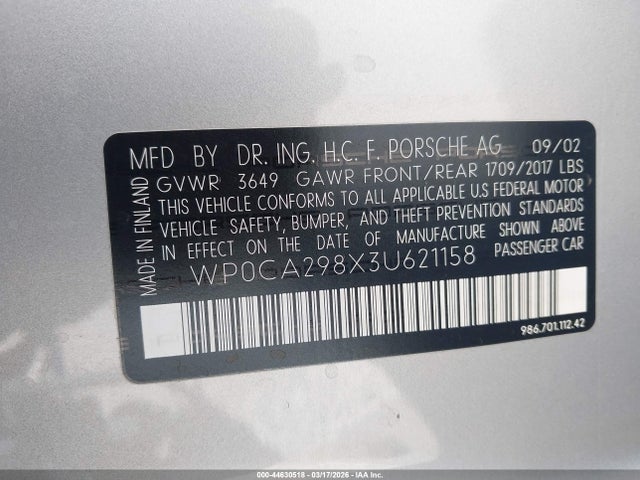 MFD BY DR. ING. H.C. F. PORSCHE AG 09/02
GVWR 3649 GAWR FRONT/REAR 1709/2017 LBS
THIS VEHICLE CONFORMS TO ALL APPLICABLE U.S FEDERAL MOTOR
VEHICLE SAFETY, BUMPER, AND THEFT PREVENTION STANDARDS
IN EFFECT ON THE DATE OF MANUFACTURE SHOWN ABOVE
WP0CA298X3U621158 PASSENGER CAR
MADE IN FINLAND
986.701.112.42
000-44630518 | 03/17/2026 | IAA Inc.